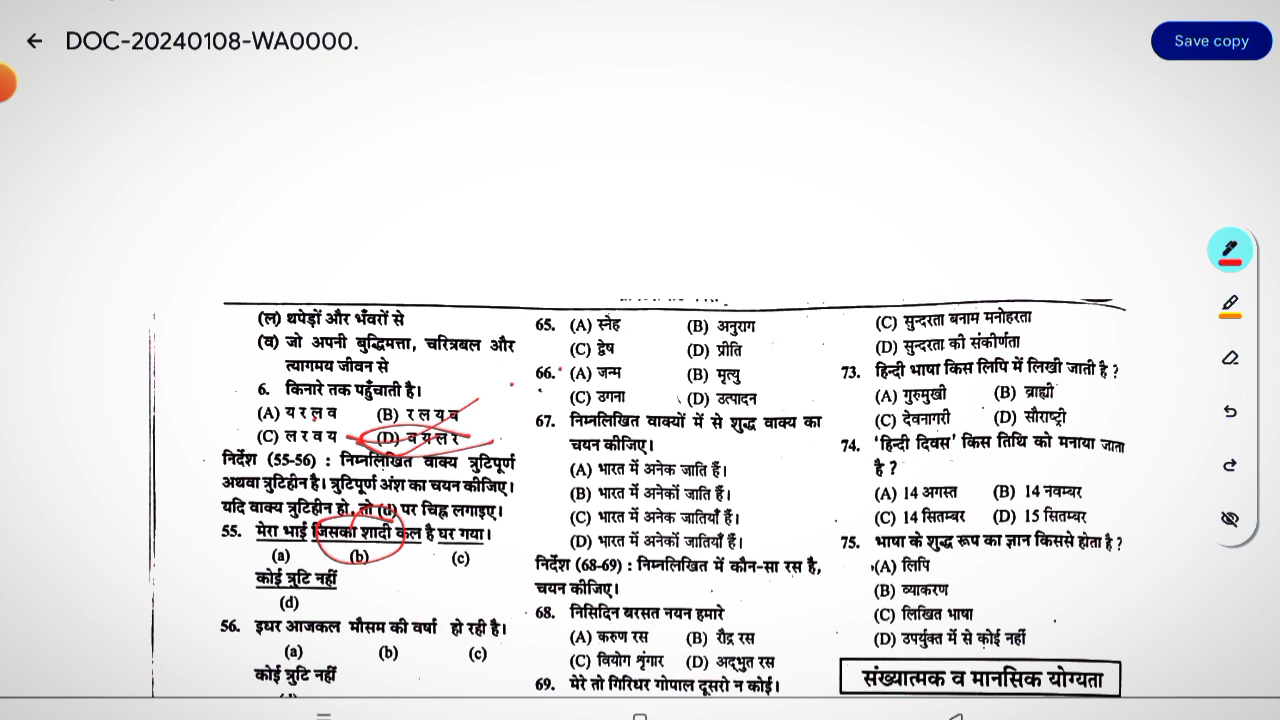 DOC-20240108-WA0000.
Save copy
(ल) थपेड़ों और भँवरों से
(व) जो अपनी बुद्धिमत्ता, चरित्रबल और
त्यागमय जीवन से
6. किनारे तक पहुँचाती है।
(A) य र ल व (B) र ल य व
(C) ल र व य (D) व य ल र
निर्देश (55-56) : निम्नलिखित वाक्य त्रुटिपूर्ण
अथवा त्रुटिहीन है। त्रुटिपूर्ण अंश का चयन कीजिए।
यदि वाक्य त्रुटिहीन हो, तो (d) पर चिह्न लगाइए।
55. मेरा भाई जिसका शादी कल है घर गया।
(a) (b) (c)
कोई त्रुटि नहीं
(d)
56. इधर आजकल मौसम की वर्षा हो रही है।
(a) (b) (c)
कोई त्रुटि नहीं
65. (A) स्नेह (B) अनुराग
(C) द्वेष (D) प्रीति
66. (A) जन्म (B) मृत्यु
(C) उगना (D) उत्पादन
67. निम्नलिखित वाक्यों में से शुद्ध वाक्य का
चयन कीजिए।
(A) भारत में अनेक जाति हैं।
(B) भारत में अनेकों जाति हैं।
(C) भारत में अनेक जातियाँ हैं।
(D) भारत में अनेकों जातियाँ हैं।
निर्देश (68-69) : निम्नलिखित में कौन-सा रस है,
चयन कीजिए।
68. निसिदिन बरसत नयन हमारे
(A) करुण रस (B) रौद्र रस
(C) वियोग शृंगार (D) अद्‌भुत रस
69. मेरे तो गिरिधर गोपाल दूसरो न कोई।
(C) सुन्दरता बनाम मनोहरता
(D) सुन्दरता की संकीर्णता
73. हिन्दी भाषा किस लिपि में लिखी जाती है ?
(A) गुरुमुखी (B) ब्राह्मी
(C) देवनागरी (D) सौराष्ट्री
74. 'हिन्दी दिवस' किस तिथि को मनाया जाता
है ?
(A) 14 अगस्त (B) 14 नवम्बर
(C) 14 सितम्बर (D) 15 सितम्बर
75. भाषा के शुद्ध रूप का ज्ञान किससे होता है ?
(A) लिपि
(B) व्याकरण
(C) लिखित भाषा
(D) उपर्युक्त में से कोई नहीं
संख्यात्मक व मानसिक योग्यता